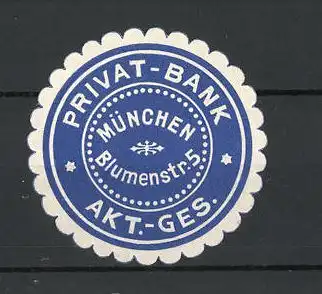 PRIVAT-BANK
MÜNCHEN
Blumenstr. 5
AKT.-GES.